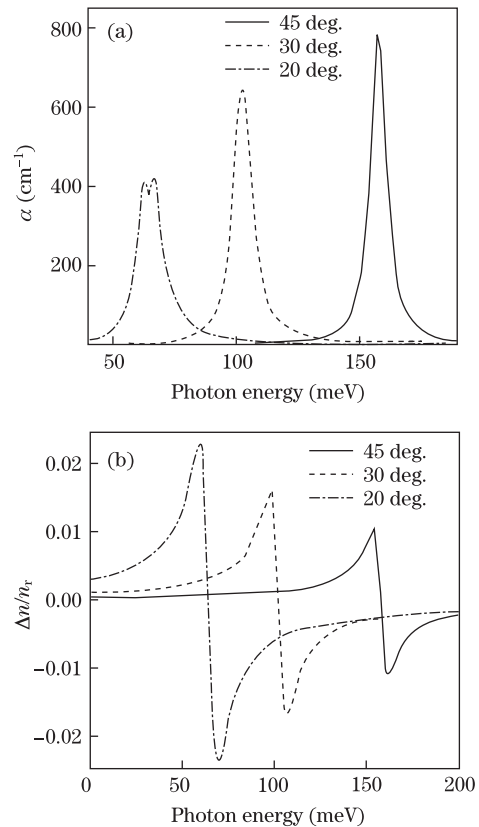 (a)
45 deg.
30 deg.
20 deg.
800
600
400
200
α (cm⁻¹)
50 100 150
Photon energy (meV)
(b)
45 deg.
30 deg.
20 deg.
0.02
0.01
0.00
−0.01
−0.02
Δn/nᵣ
0 50 100 150 200
Photon energy (meV)